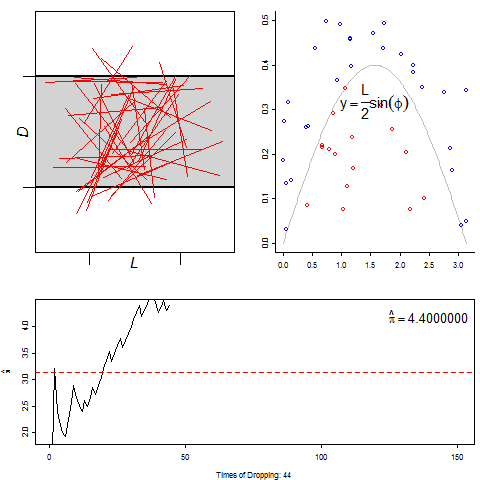 D
L
0.5
0.4
0.3
0.2
0.1
0.0
y = L/2 sin(ϕ)
0.0 0.5 1.0 1.5 2.0 2.5 3.0
π̂
4.0
3.5
3.0
2.5
2.0
π̂ = 4.4000000
0 50 100 150
Times of Dropping: 44